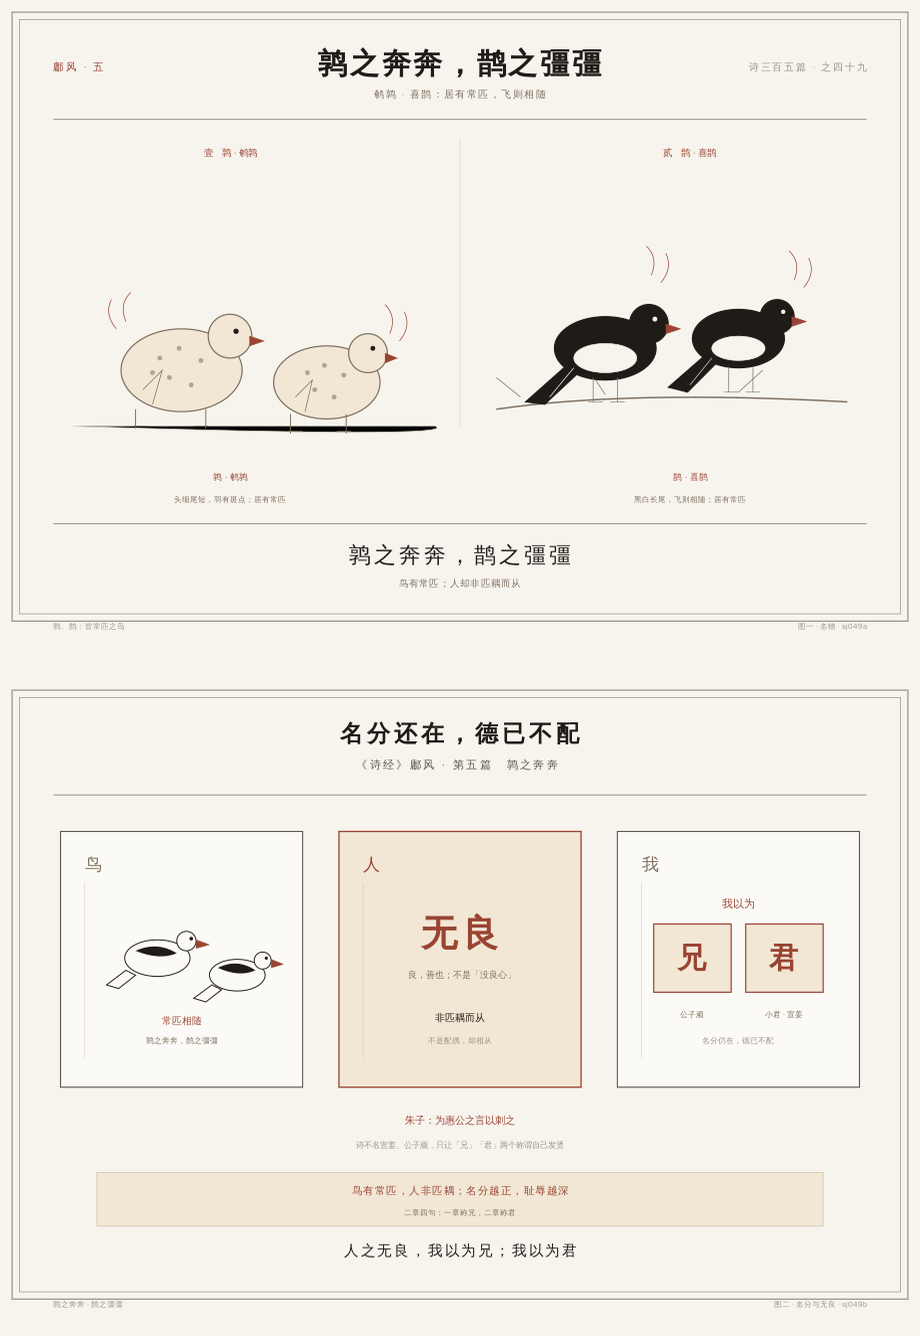 鄘风 · 五
鹑之奔奔，鹊之彊彊
诗三百五篇 · 之四十九
鹌鹑 · 喜鹊：居有常匹，飞则相随
壹　鹑 · 鹌鹑
贰　鹊 · 喜鹊
鹑 · 鹌鹑
鹊 · 喜鹊
头细尾短，羽有斑点；居有常匹
黑白长尾，飞则相随；居有常匹
鹑之奔奔，鹊之彊彊
鸟有常匹；人却非匹耦而从
鹑、鹊：皆常匹之鸟
图一 · 名物 · sj049a
名分还在，德已不配
《诗经》鄘风 · 第五篇　鹑之奔奔
鸟
常匹相随
鹑之奔奔，鹊之彊彊
人
无良
良，善也；不是「没良心」
非匹耦而从
不是配偶，却相从
我
我以为
兄
君
公子顽
小君 · 宣姜
名分仍在，德已不配
朱子：为惠公之言以刺之
诗不名宣姜、公子顽，只让「兄」「君」两个称谓自己发烫
鸟有常匹，人非匹耦；名分越正，耻辱越深
二章四句：一章称兄，二章称君
人之无良，我以为兄；我以为君
鹑之奔奔 · 鹊之彊彊
图二 · 名分与无良 · sj049b